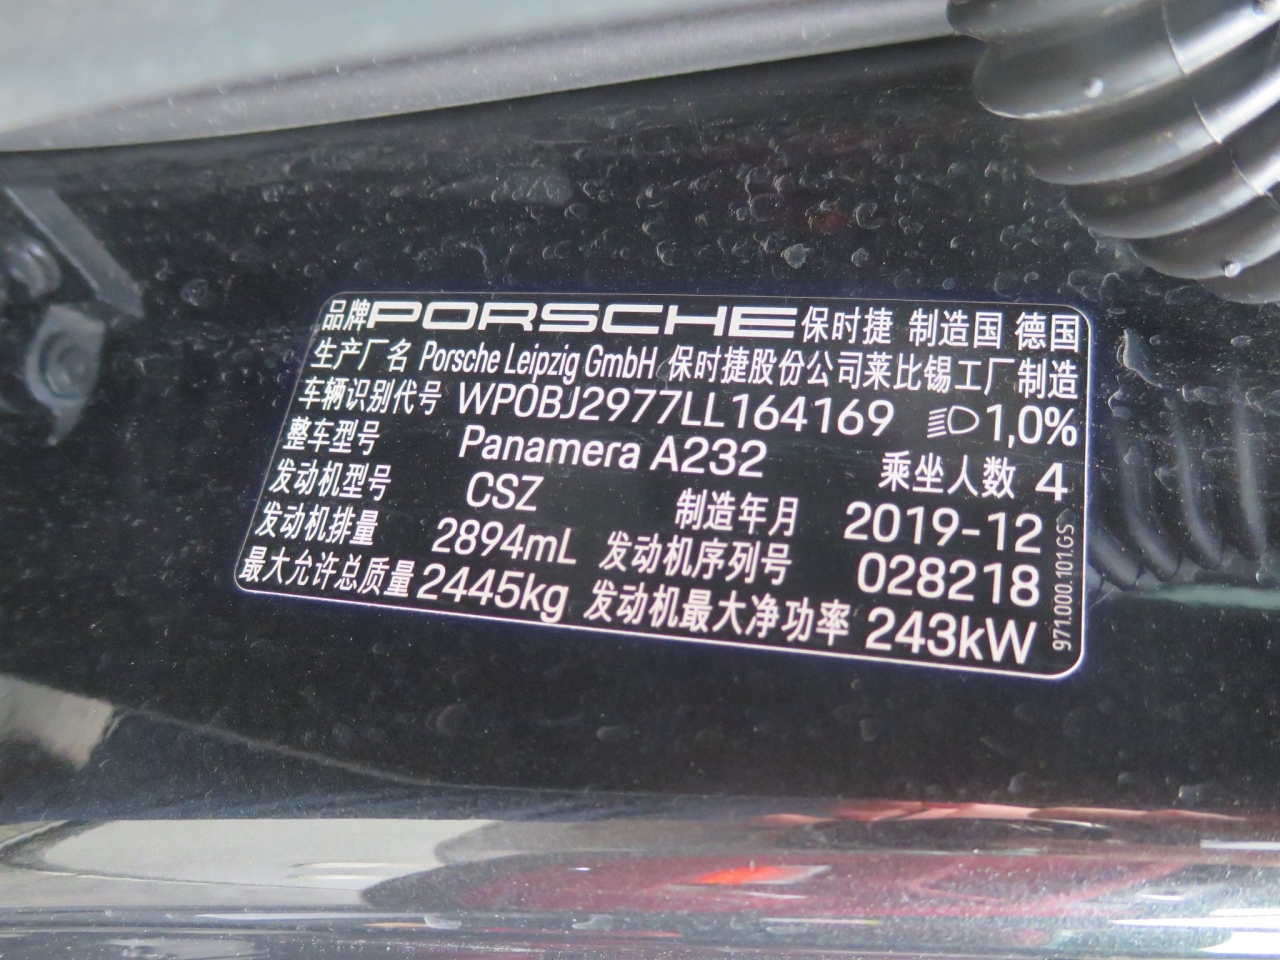 品牌PORSCHE保时捷 制造国 德国
生产厂名 Porsche Leipzig GmbH 保时捷股份公司莱比锡工厂制造
车辆识别代号 WP0BJ2977LL164169 1,0%
整车型号 Panamera A232 乘坐人数 4
发动机型号 CSZ 制造年月 2019-12
发动机排量 2894mL 发动机序列号 028218
最大允许总质量 2445kg 发动机最大净功率 243kW
971.000.101.GS